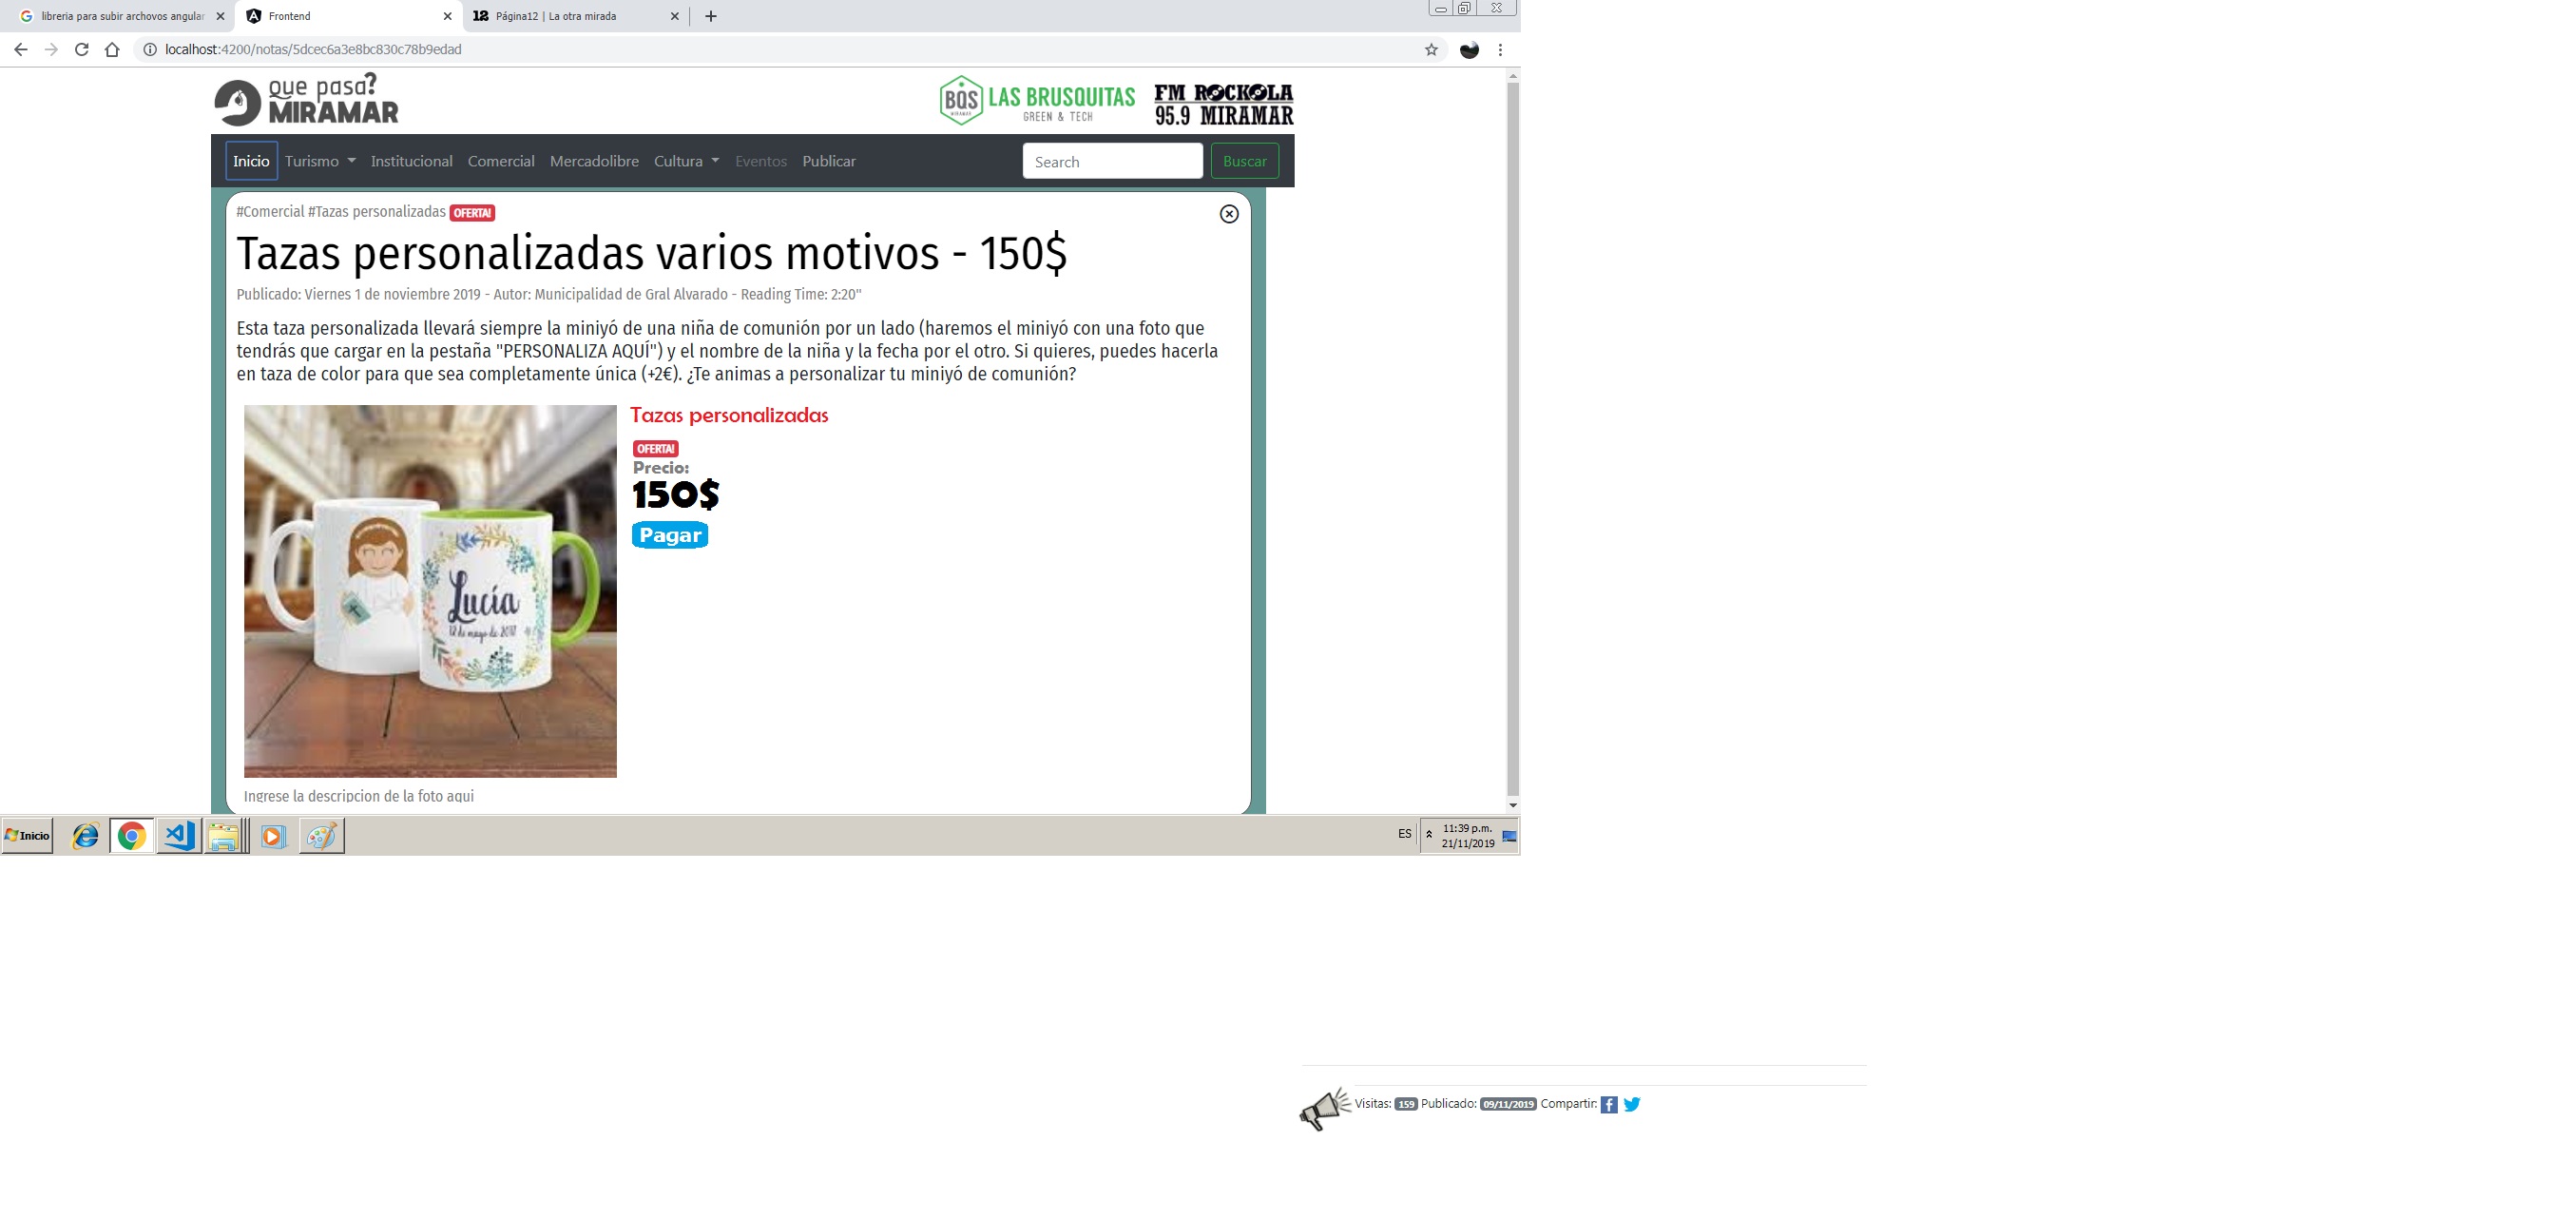 libreria para subir archovos angular
Frontend
12 Página12 | La otra mirada
localhost:4200/notas/5dcec6a3e8bc830c78b9edad
que pasa?
MIRAMAR
BQS
MIRAMAR
LAS BRUSQUITAS
GREEN & TECH
FM ROCKOLA
95.9 MIRAMAR
Inicio Turismo Institucional Comercial Mercadolibre Cultura Eventos Publicar Search Buscar
#Comercial #Tazas personalizadas OFERTA!
Tazas personalizadas varios motivos - 150$
Publicado: Viernes 1 de noviembre 2019 - Autor: Municipalidad de Gral Alvarado - Reading Time: 2:20"
Esta taza personalizada llevará siempre la miniyó de una niña de comunión por un lado (haremos el miniyó con una foto que
tendrás que cargar en la pestaña "PERSONALIZA AQUÍ") y el nombre de la niña y la fecha por el otro. Si quieres, puedes hacerla
en taza de color para que sea completamente única (+2€). ¿Te animas a personalizar tu miniyó de comunión?
Lucía
12 de mayo de 2017
Tazas personalizadas
OFERTA!
Precio:
150$
Pagar
Ingrese la descripcion de la foto aqui
Inicio
ES
11:39 p.m.
21/11/2019
Visitas: 159 Publicado: 09/11/2019 Compartir: